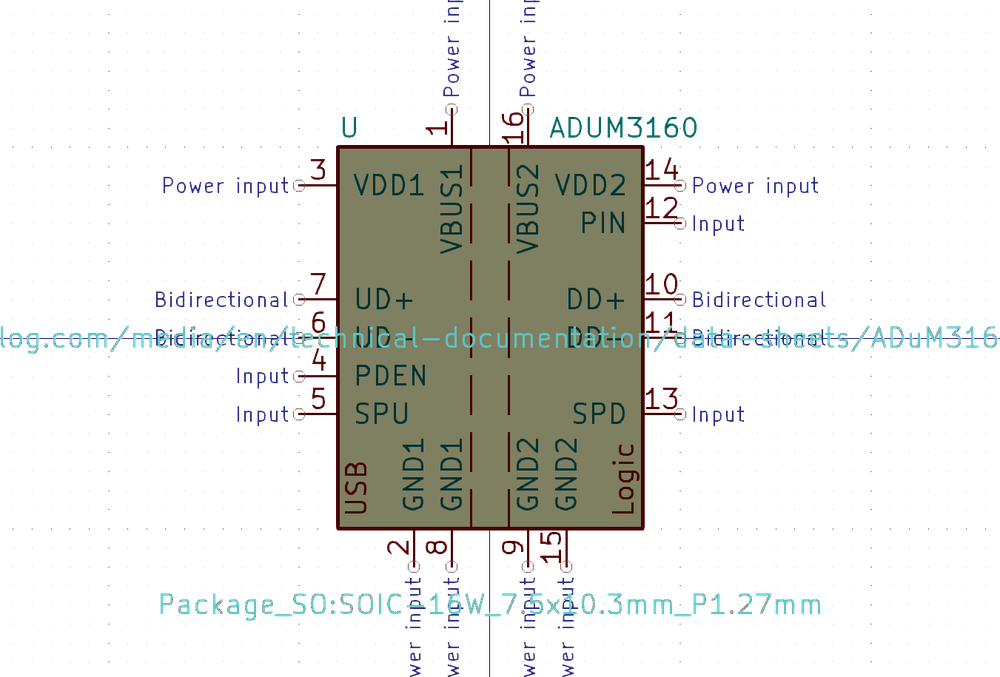 Power in
Power in
1
16
U
ADUM3160
Power input
3
VDD1
VBUS1
VBUS2
VDD2
14
Power input
PIN
12
Input
Bidirectional
7
UD+
DD+
10
Bidirectional
Bidirectional
6
UD-
DD-
11
Bidirectional
log.com/media/en/technical-documentation/data-sheets/ADuM316
Input
4
PDEN
Input
5
SPU
SPD
13
Input
USB
GND1
GND1
GND2
GND2
Logic
2
8
9
15
Package_SO:SOIC-16W_7.5x10.3mm_P1.27mm
wer input
wer input
wer input
wer input